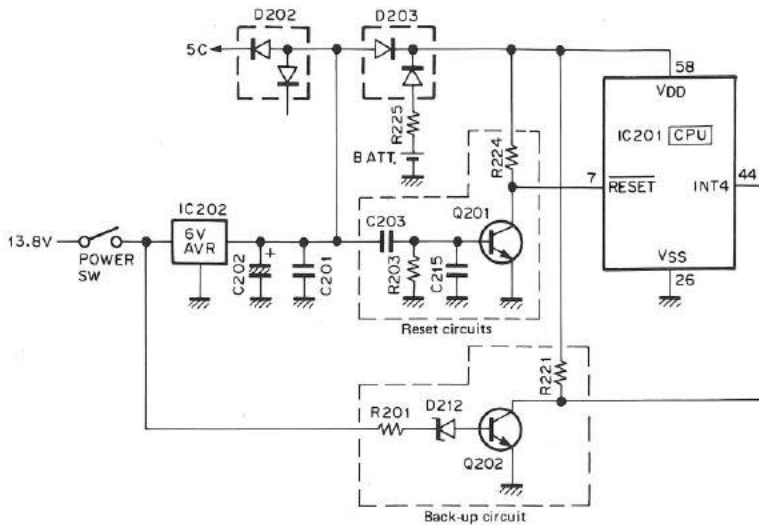 D202
D203
5C
58
VDD
R225
R224
IC201 CPU
BATT.
7
RESET
INT4
44
IC202
C203
Q201
13.8V
6V
AVR
POWER
SW
C202
+
C201
R203
C215
VSS
26
Reset circuits
R221
R201
D212
Q202
Back-up circuit